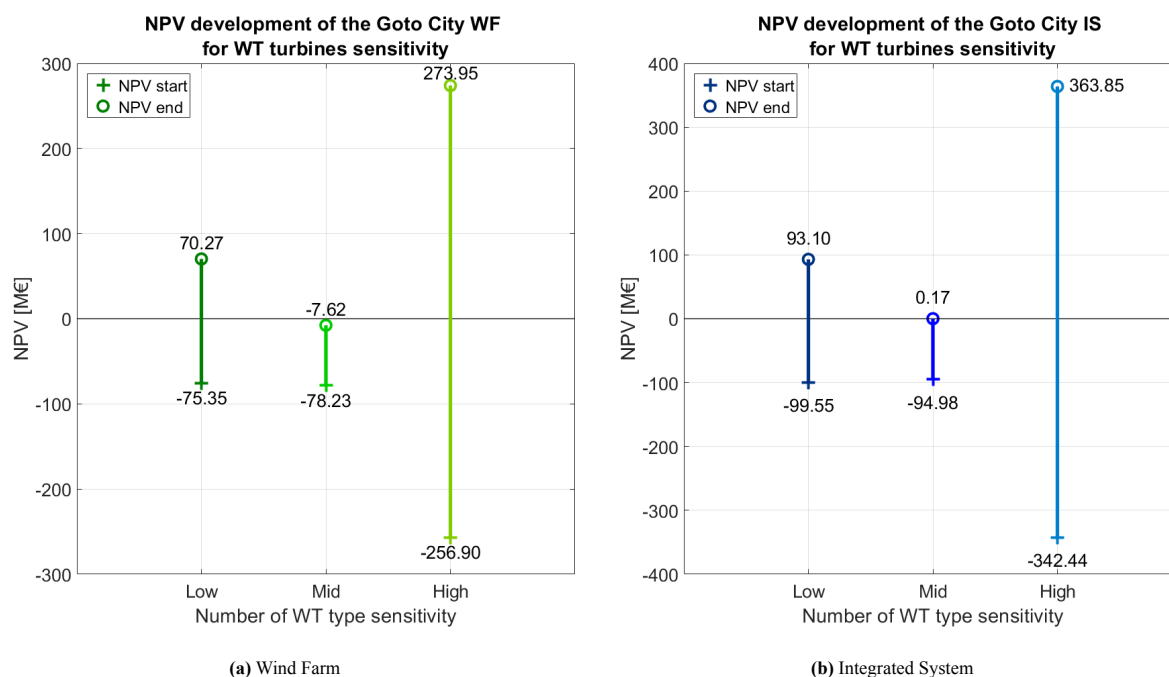 NPV development of the Goto City WF
for WT turbines sensitivity
NPV [M€]
300
200
100
0
-100
-200
-300
NPV start
NPV end
70.27
-75.35
-7.62
-78.23
273.95
-256.90
Low
Mid
High
Number of WT type sensitivity
(a) Wind Farm
NPV development of the Goto City IS
for WT turbines sensitivity
NPV [M€]
400
300
200
100
0
-100
-200
-300
-400
NPV start
NPV end
93.10
-99.55
0.17
-94.98
363.85
-342.44
Low
Mid
High
Number of WT type sensitivity
(b) Integrated System